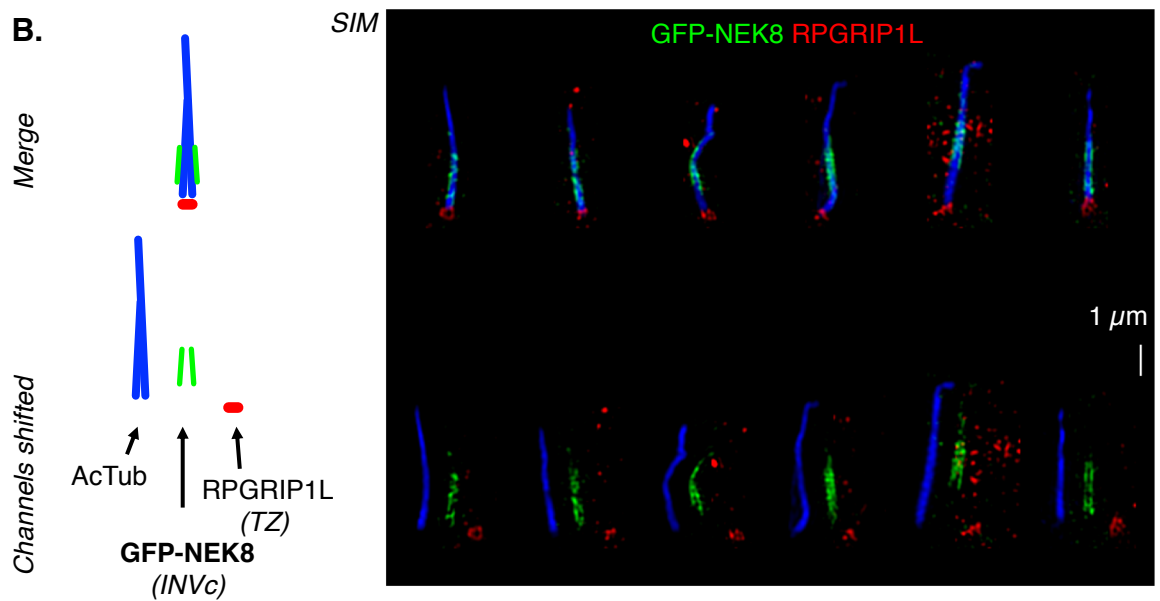 B.
SIM
GFP-NEK8 RPGRIP1L
Merge
1 µm
Channels shifted
AcTub
RPGRIP1L
(TZ)
GFP-NEK8
(INVc)